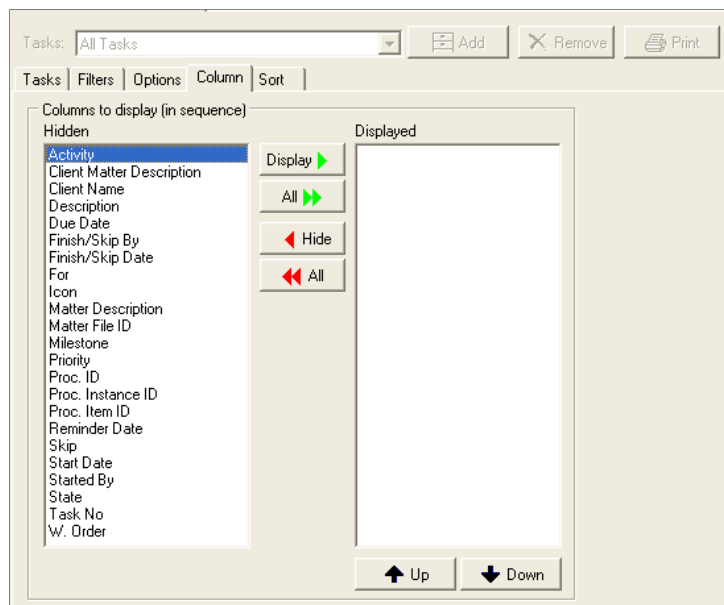 Tasks: All Tasks Add Remove Print
Tasks Filters Options Column Sort
Columns to display (in sequence)
Hidden Displayed
Activity
Client Matter Description
Client Name
Description
Due Date
Finish/Skip By
Finish/Skip Date
For
Icon
Matter Description
Matter File ID
Milestone
Priority
Proc. ID
Proc. Instance ID
Proc. Item ID
Reminder Date
Skip
Start Date
Started By
State
Task No
W. Order
Display
All
Hide
All
Up Down